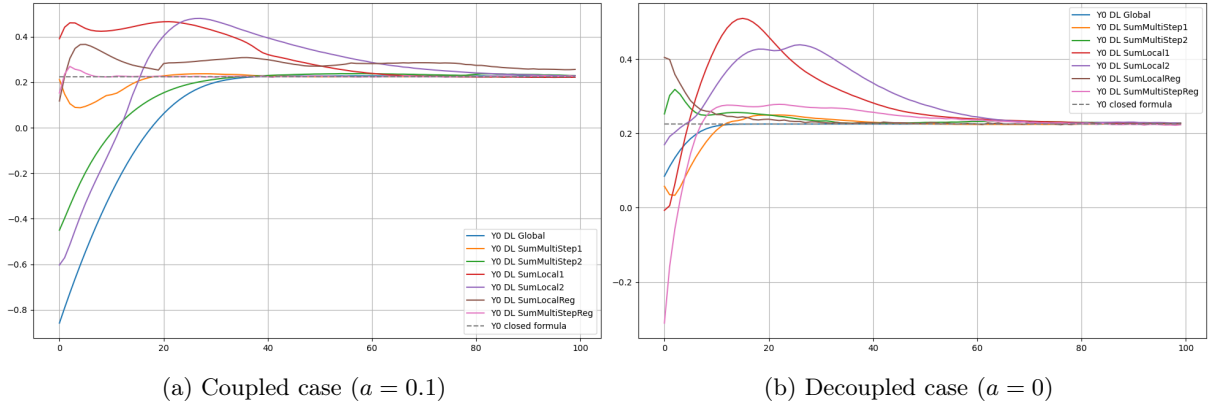 0.4
0.2
0.0
−0.2
−0.4
−0.6
−0.8
0
20
40
60
80
100
Y0 DL Global
Y0 DL SumMultiStep1
Y0 DL SumMultiStep2
Y0 DL SumLocal1
Y0 DL SumLocal2
Y0 DL SumLocalReg
Y0 DL SumMultiStepReg
Y0 closed formula
(a) Coupled case (a = 0.1)
0.4
0.2
0.0
−0.2
0
20
40
60
80
100
Y0 DL Global
Y0 DL SumMultiStep1
Y0 DL SumMultiStep2
Y0 DL SumLocal1
Y0 DL SumLocal2
Y0 DL SumLocalReg
Y0 DL SumMultiStepReg
Y0 closed formula
(b) Decoupled case (a = 0)